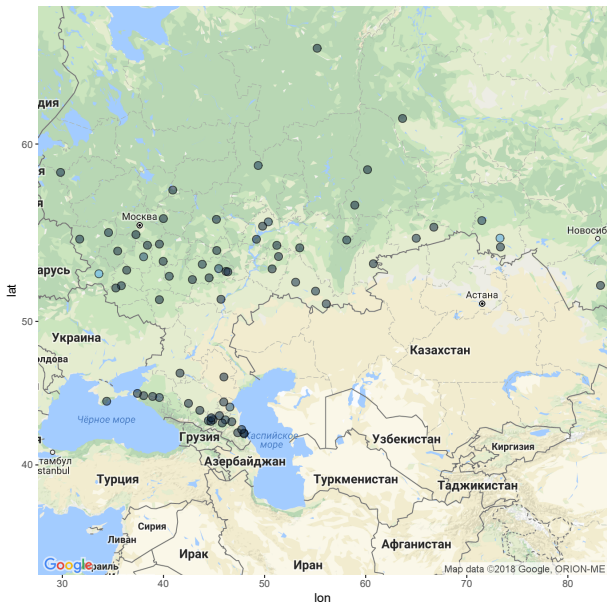 дия
я
я
60
Москва
Новосиб
арусь
lat
Астана
50
Украина
олдова
Казахстан
Чёрное море
Каспийское
море
Грузия
Узбекистан
Киргизия
40
тамбул
stanbul
Азербайджан
Турция
Туркменистан
Таджикистан
Сирия
Ливан
Афганистан
Ирак
Иран
Google
раиль
Map data ©2018 Google, ORION-ME
30
40
50
60
70
80
lon